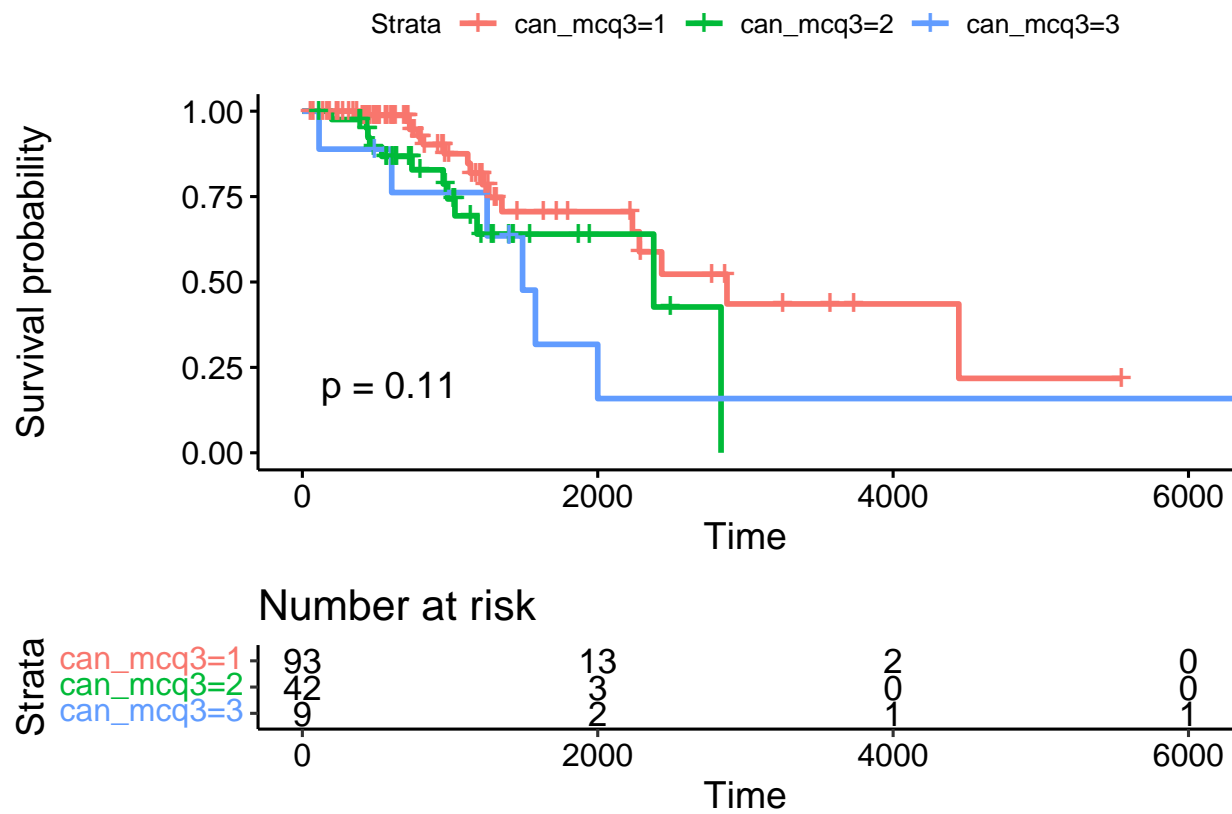 Strata can_mcq3=1 can_mcq3=2 can_mcq3=3
Survival probability
1.00
0.75
0.50
0.25
0.00
p = 0.11
0 2000 4000 6000
Time
Number at risk
Strata
can_mcq3=1 93 13 2 0
can_mcq3=2 42 3 0 0
can_mcq3=3 9 2 1 1
0 2000 4000 6000
Time